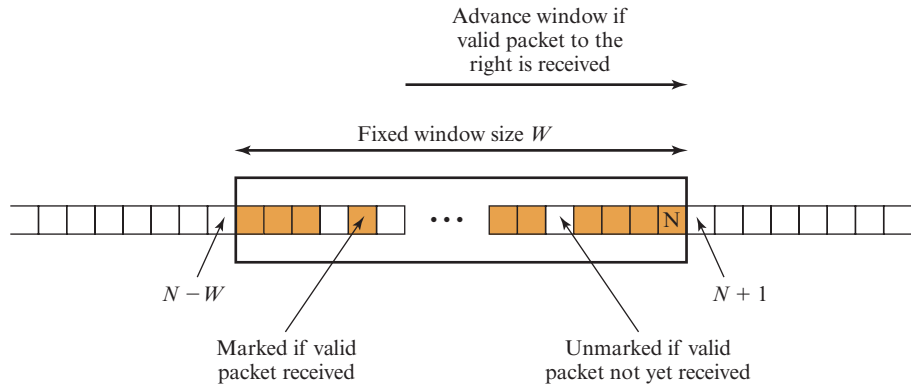 Advance window if
valid packet to the
right is received
Fixed window size W
N
N − W
N + 1
Marked if valid
packet received
Unmarked if valid
packet not yet received